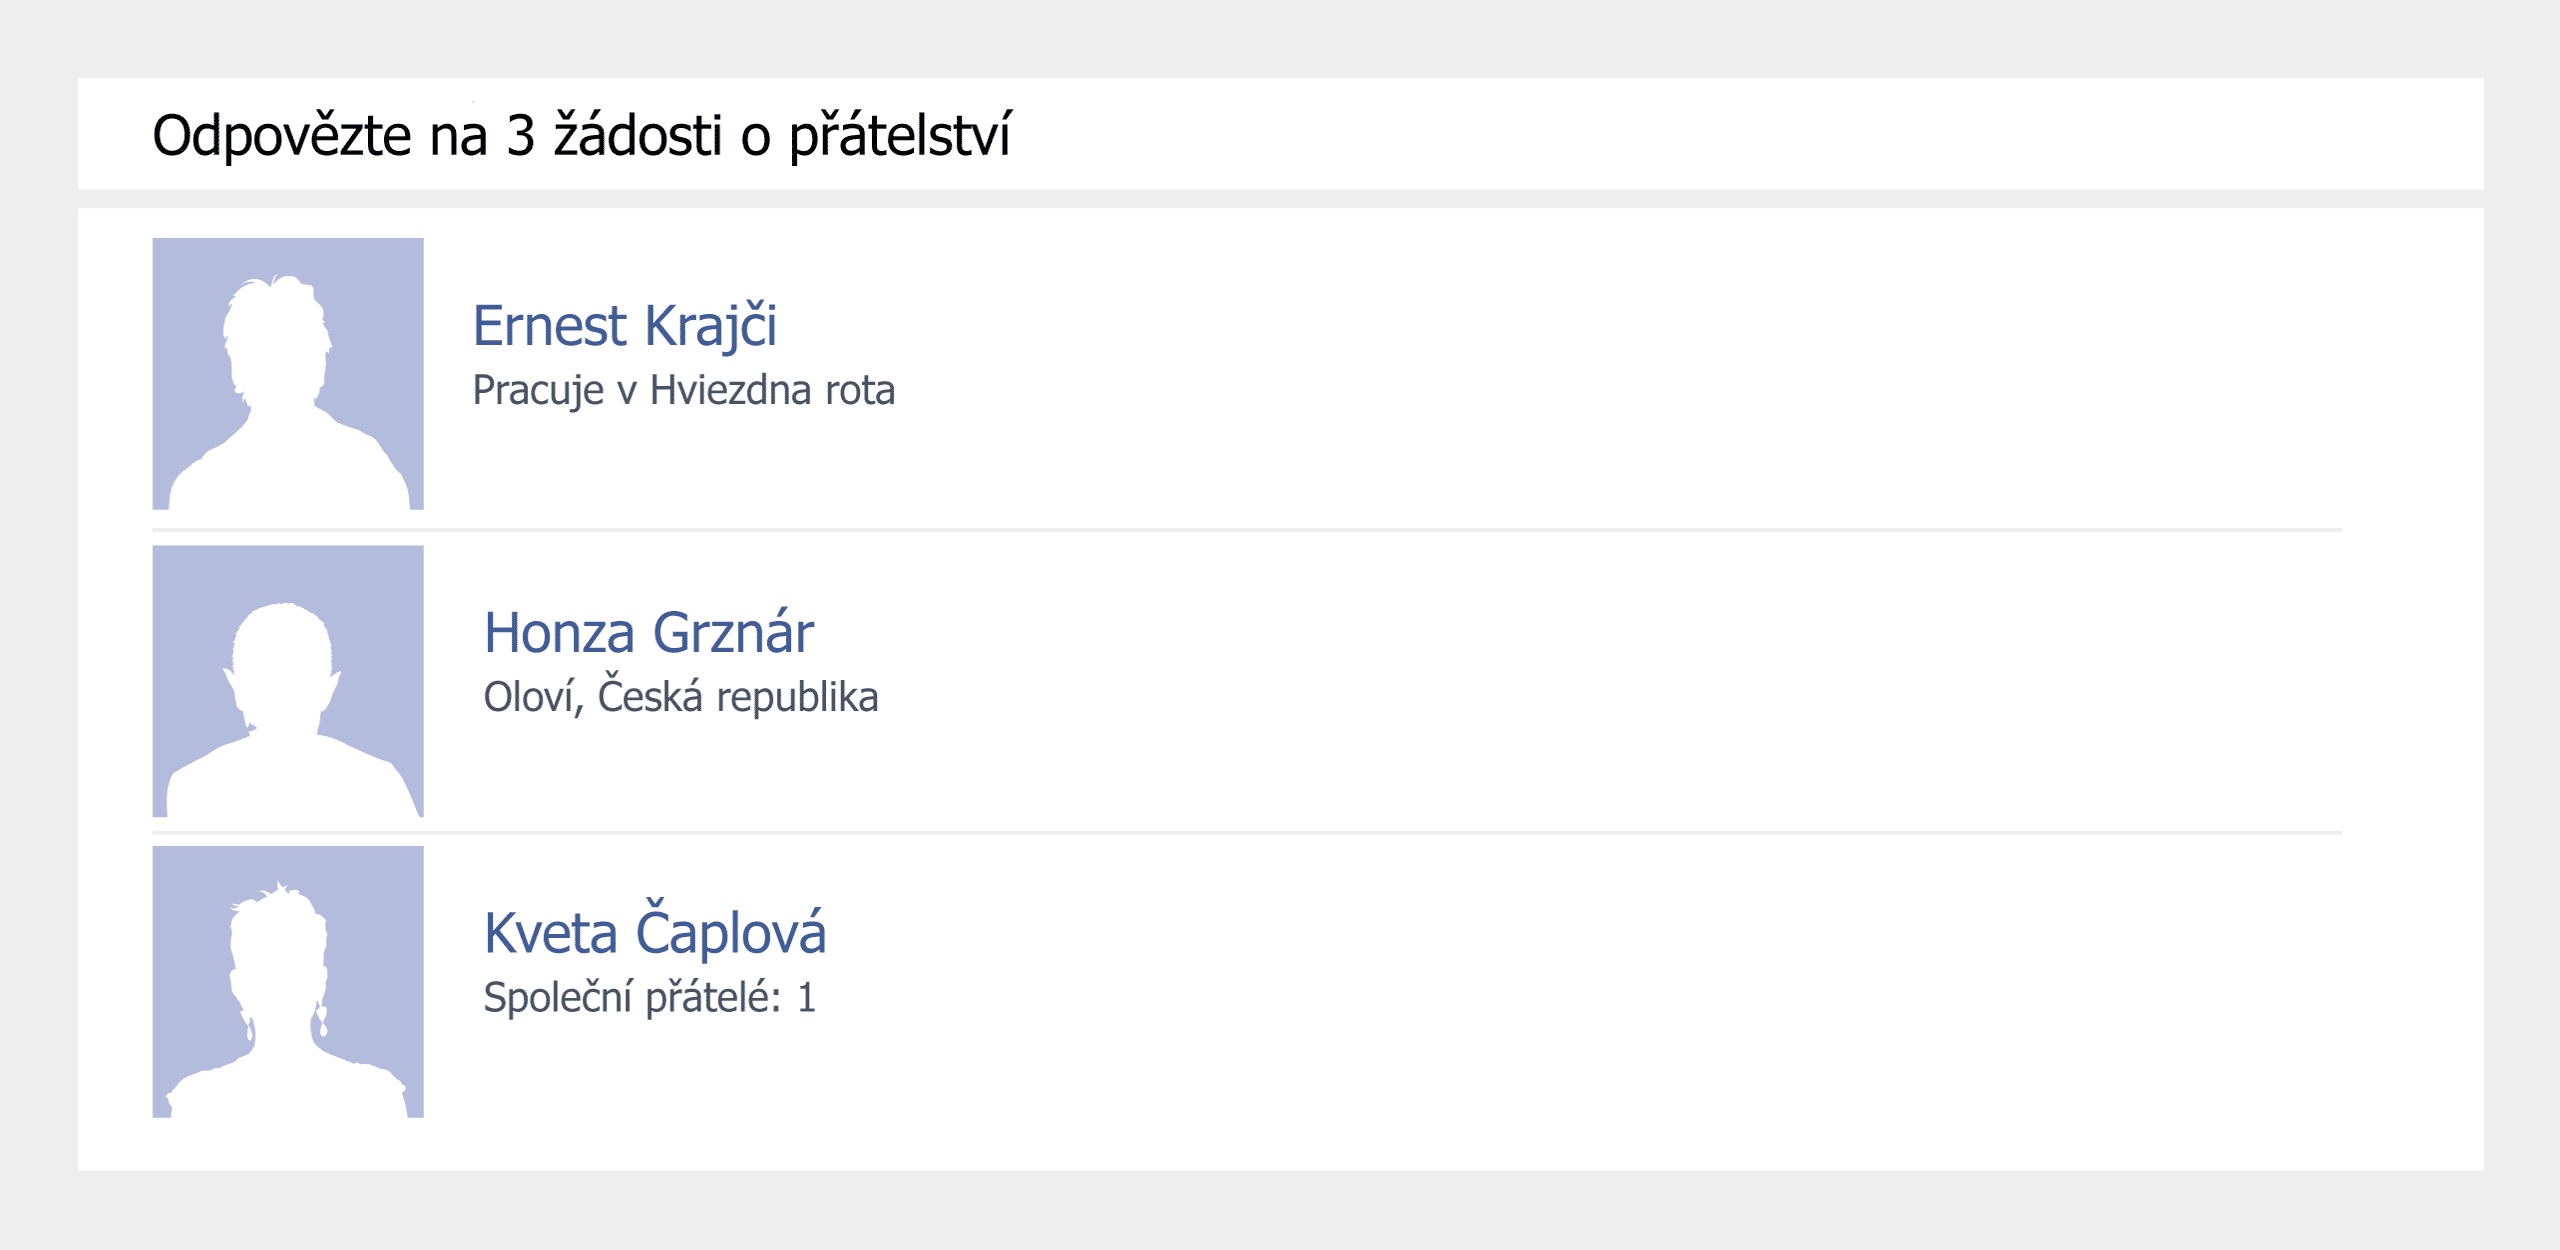 Odpovězte na 3 žádosti o přátelství
Ernest Krajči
Pracuje v Hviezdna rota
Honza Grznár
Oloví, Česká republika
Kveta Čaplová
Společní přátelé: 1